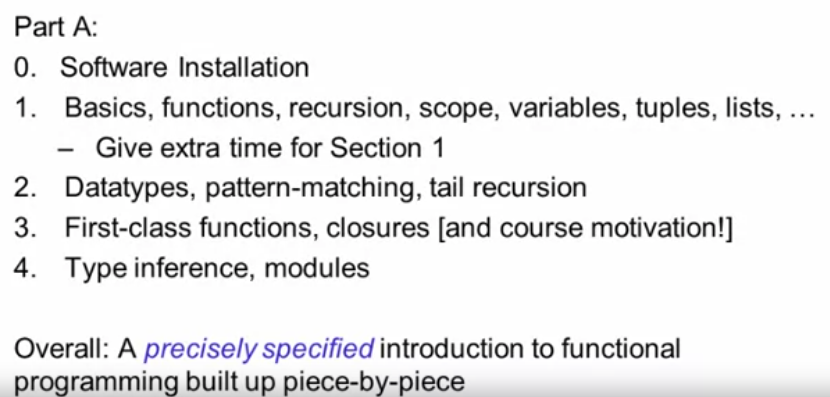 Part A:
0. Software Installation
1. Basics, functions, recursion, scope, variables, tuples, lists, …
– Give extra time for Section 1
2. Datatypes, pattern-matching, tail recursion
3. First-class functions, closures [and course motivation!]
4. Type inference, modules
Overall: A precisely specified introduction to functional
programming built up piece-by-piece